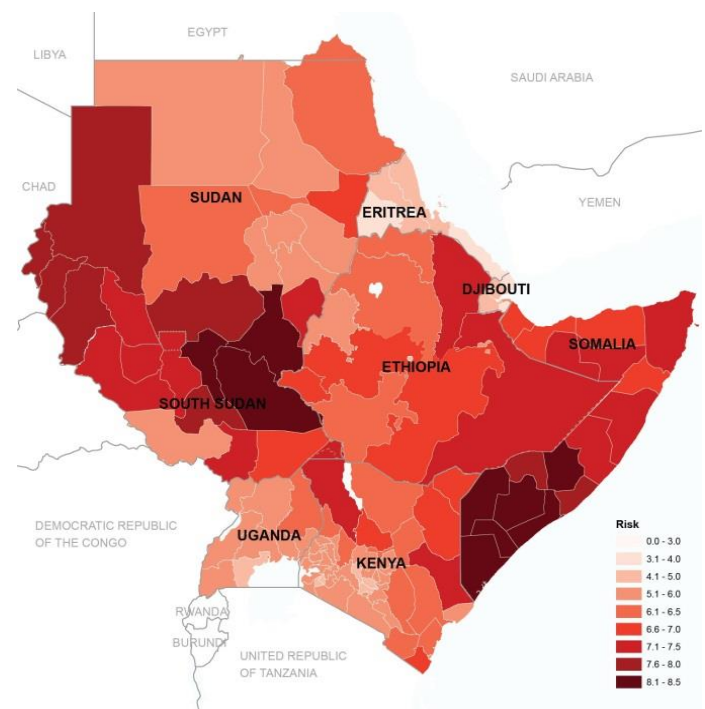 EGYPT
LIBYA
SAUDI ARABIA
CHAD
SUDAN
YEMEN
ERITREA
DJIBOUTI
SOMALIA
ETHIOPIA
SOUTH SUDAN
DEMOCRATIC REPUBLIC
OF THE CONGO
UGANDA
KENYA
RWANDA
BURUNDI
UNITED REPUBLIC
OF TANZANIA
Risk
0.0 - 3.0
3.1 - 4.0
4.1 - 5.0
5.1 - 6.0
6.1 - 6.5
6.6 - 7.0
7.1 - 7.5
7.6 - 8.0
8.1 - 8.5